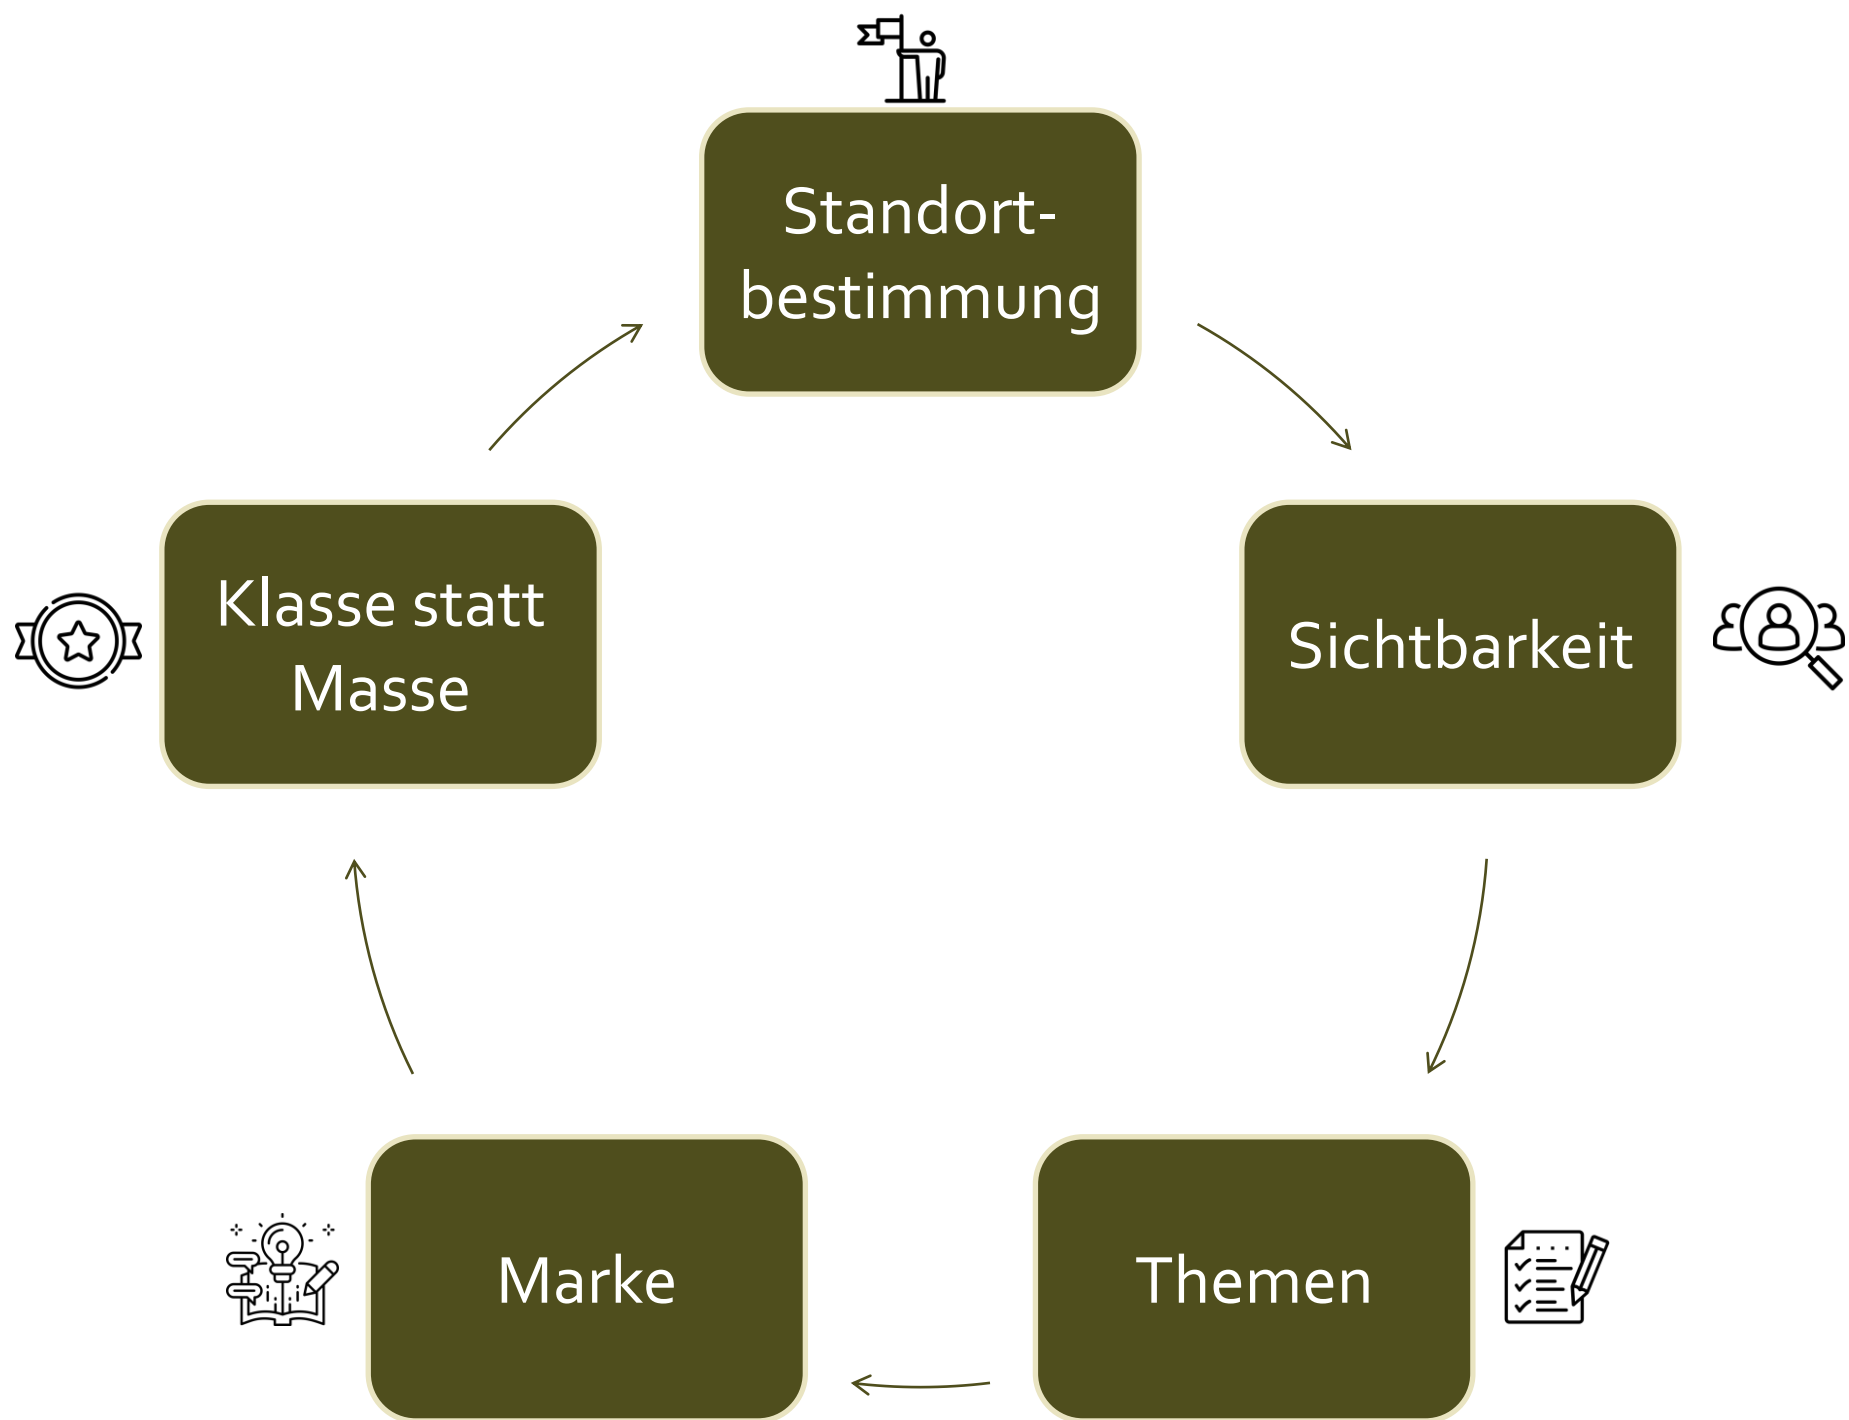 Standort-
bestimmung
Sichtbarkeit
Themen
Marke
Klasse statt
Masse